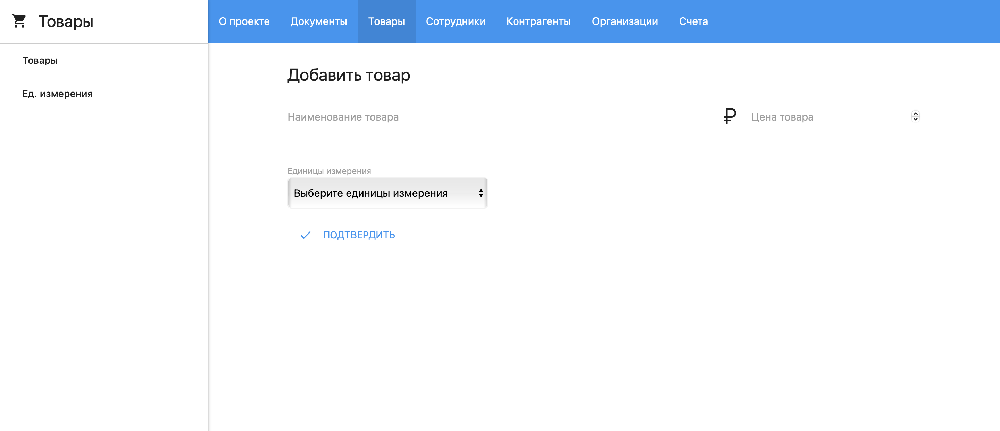 Товары
О проекте Документы Товары Сотрудники Контрагенты Организации Счета
Товары
Ед. измерения
Добавить товар
Наименование товара ₽ Цена товара
Единицы измерения
Выберите единицы измерения
ПОДТВЕРДИТЬ